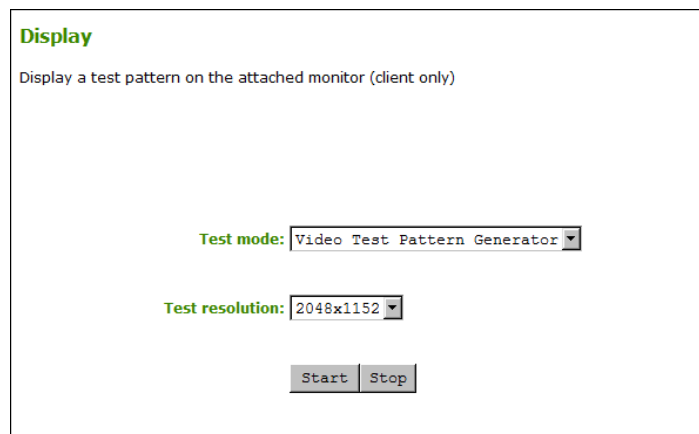 Display
Display a test pattern on the attached monitor (client only)
Test mode: Video Test Pattern Generator
Test resolution: 2048x1152
Start Stop